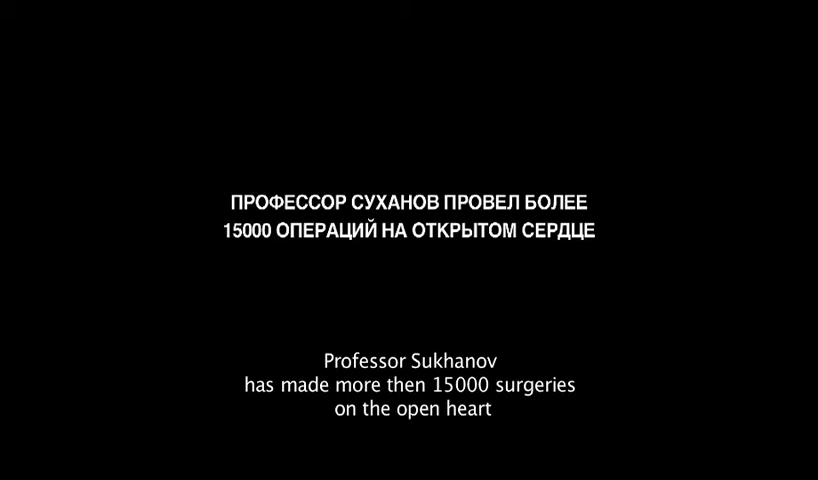 ПРОФЕССОР СУХАНОВ ПРОВЕЛ БОЛЕЕ
15000 ОПЕРАЦИЙ НА ОТКРЫТОМ СЕРДЦЕ
Professor Sukhanov
has made more then 15000 surgeries
on the open heart